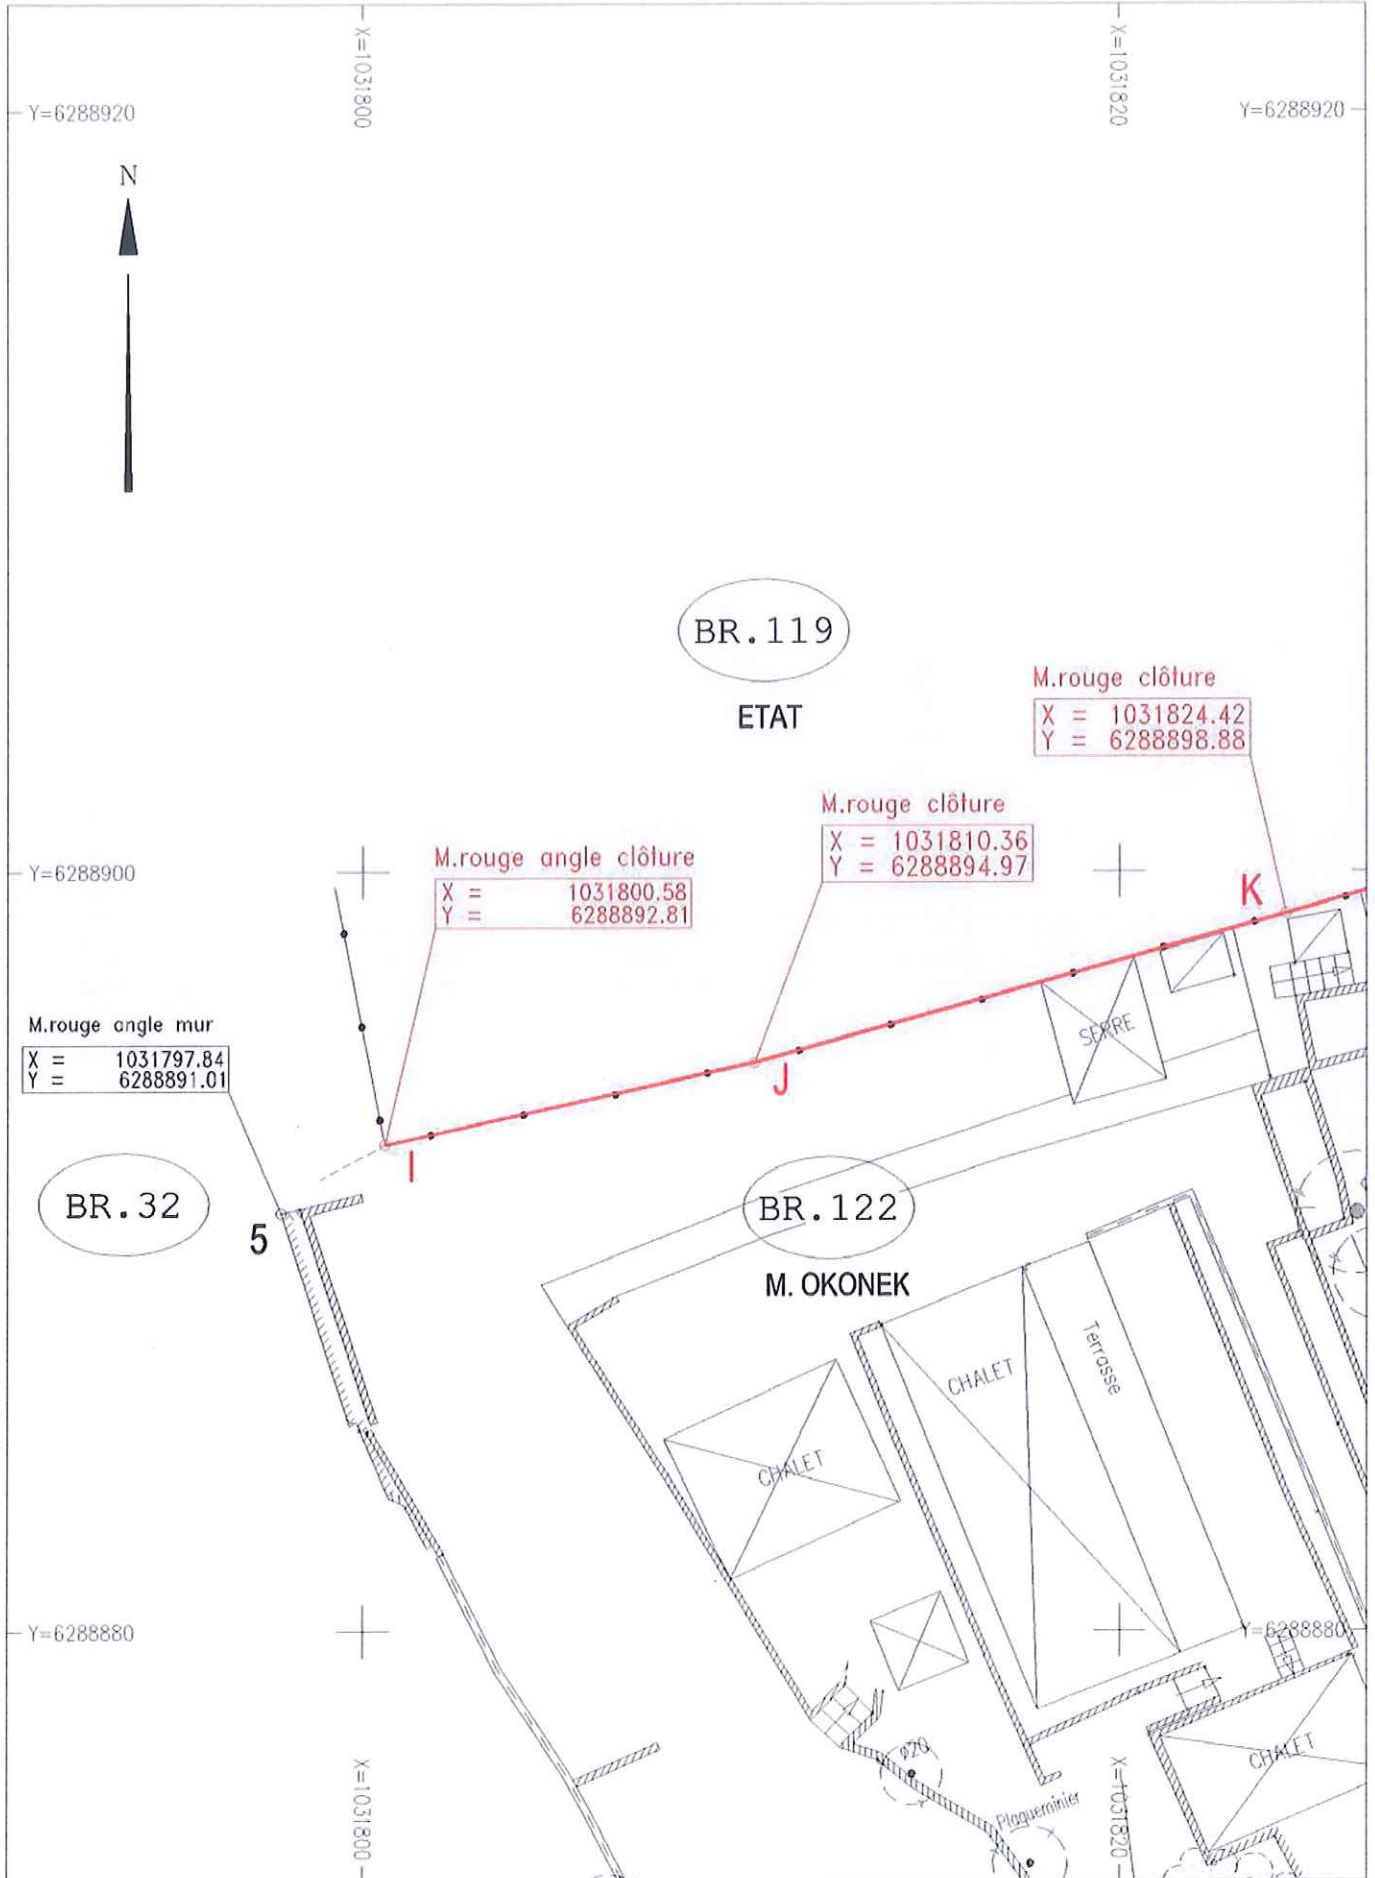 X=1031800
X=1031820
Y=6288920
Y=6288920
N
BR.119
ETAT
M.rouge clôture
X = 1031824.42
Y = 6288898.88
M.rouge clôture
X = 1031810.36
Y = 6288894.97
M.rouge angle clôture
X = 1031800.58
Y = 6288892.81
Y=6288900
K
M.rouge angle mur
X = 1031797.84
Y = 6288891.01
SERRE
J
I
BR.32
5
BR.122
M. OKONEK
Terrasse
CHALET
CHALET
Y=6288880
Y=6288880
ø20
CHALET
Plaqueminier
X=1031800
X=1031820